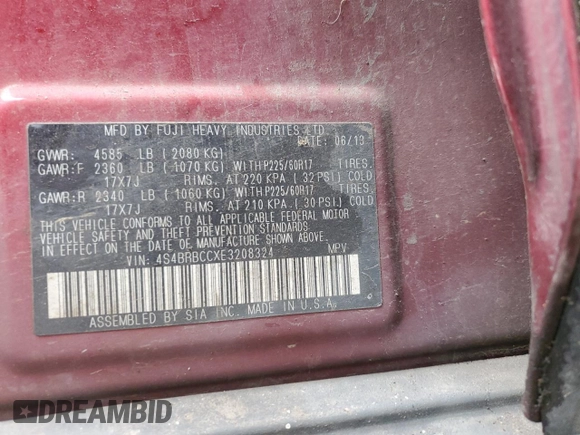 MFD BY FUJI HEAVY INDUSTRIES LTD.
DATE: 06/13
GVWR: 4585 LB ( 2080 KG)
GAWR:F 2360 LB ( 1070 KG) WITHP225/60R17 TIRES.
17X7J RIMS. AT 220 KPA ( 32 PSI) COLD
GAWR:R 2340 LB ( 1060 KG) WITHP225/60R17 TIRES.
17X7J RIMS. AT 210 KPA ( 30 PSI) COLD
THIS VEHICLE CONFORMS TO ALL APPLICABLE FEDERAL MOTOR
VEHICLE SAFETY AND THEFT PREVENTION STANDARDS IN
EFFECT ON THE DATE OF MANUFACTURE SHOWN ABOVE.
VIN: 4S4BRBCCXE3208324 MPV
ASSEMBLED BY SIA INC. MADE IN U.S.A.
DREAMBID